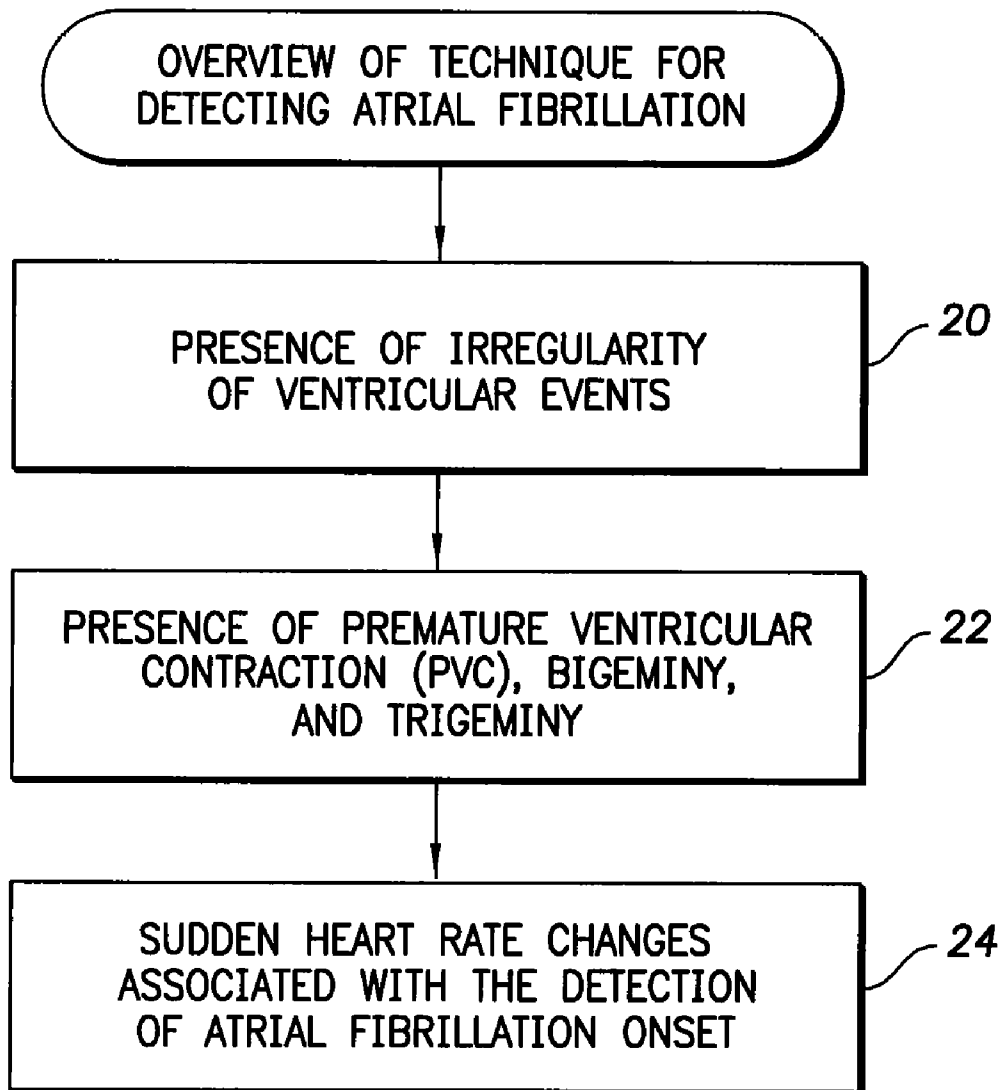 OVERVIEW OF TECHNIQUE FOR
DETECTING ATRIAL FIBRILLATION
PRESENCE OF IRREGULARITY
OF VENTRICULAR EVENTS
20
PRESENCE OF PREMATURE VENTRICULAR
CONTRACTION (PVC), BIGEMINY,
AND TRIGEMINY
22
SUDDEN HEART RATE CHANGES
ASSOCIATED WITH THE DETECTION
OF ATRIAL FIBRILLATION ONSET
24